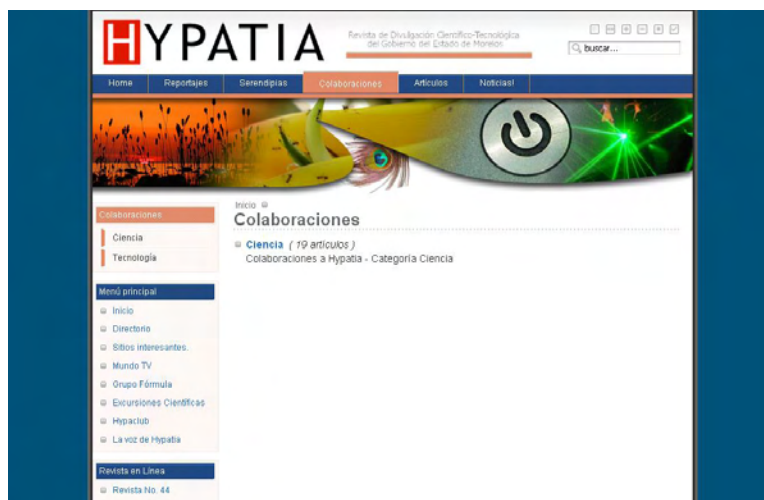 HYPATIA
Revista de Divulgación Científico-Tecnológica
del Gobierno del Estado de Morelos
buscar...
Home Reportajes Serendipias Colaboraciones Artículos Noticias!
Inicio
Colaboraciones
Ciencia ( 19 artículos )
Colaboraciones a Hypatia - Categoría Ciencia
Colaboraciones
Ciencia
Tecnología
Menú principal
Inicio
Directorio
Sitios interesantes.
Mundo TV
Grupo Fórmula
Excursiones Científicas
Hypaclub
La voz de Hypatia
Revista en Línea
Revista No. 44